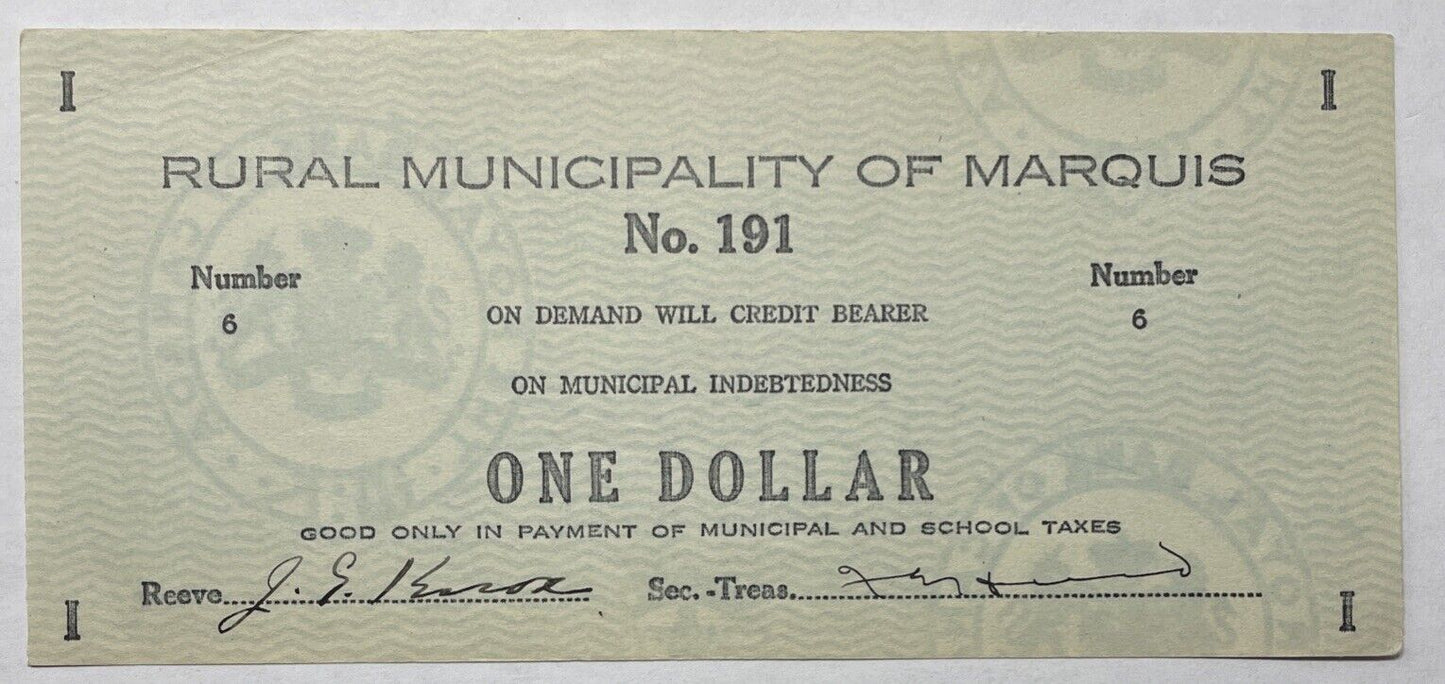 I I
RURAL MUNICIPALITY OF MARQUIS
No. 191
Number Number
6 6
ON DEMAND WILL CREDIT BEARER
ON MUNICIPAL INDEBTEDNESS
ONE DOLLAR
GOOD ONLY IN PAYMENT OF MUNICIPAL AND SCHOOL TAXES
Reeve J. E. Sec.-Treas.
I I